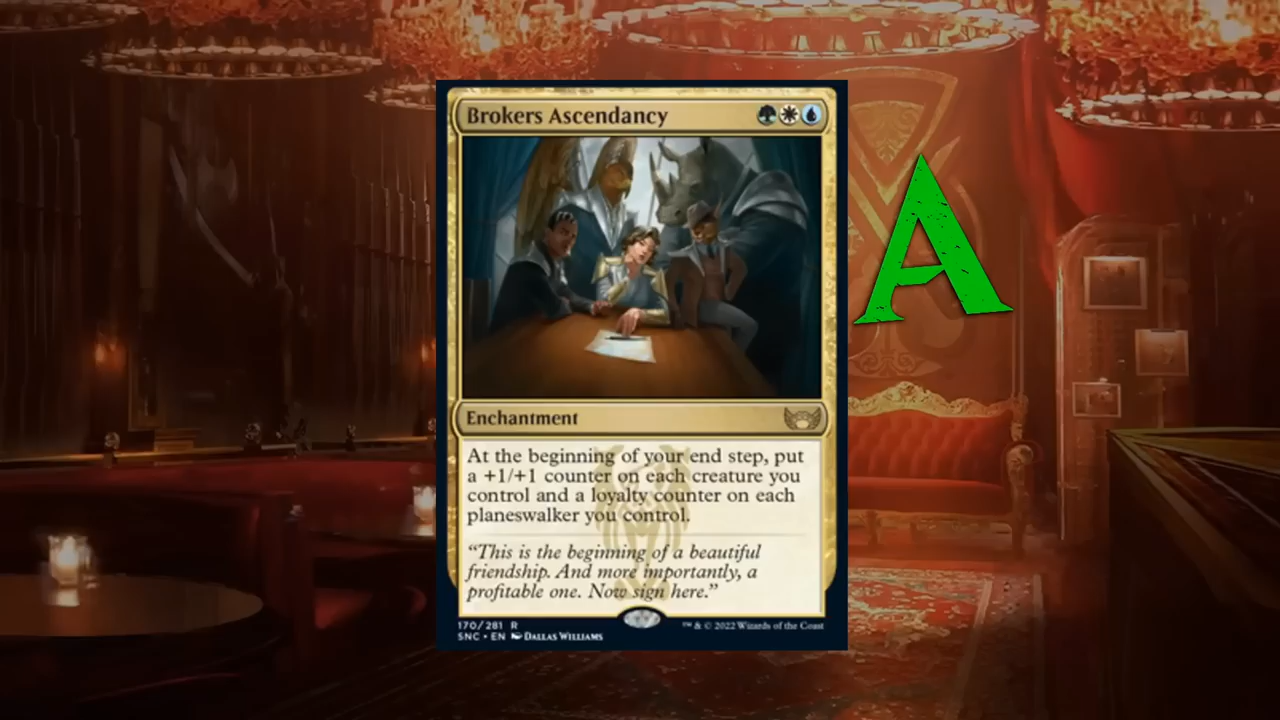 Brokers Ascendancy
A
Enchantment
At the beginning of your end step, put
a +1/+1 counter on each creature you
control and a loyalty counter on each
planeswalker you control.
“This is the beginning of a beautiful
friendship. And more importantly, a
profitable one. Now sign here.”
170/281 R
SNC • EN DALLAS WILLIAMS
™ & © 2022 Wizards of the Coast